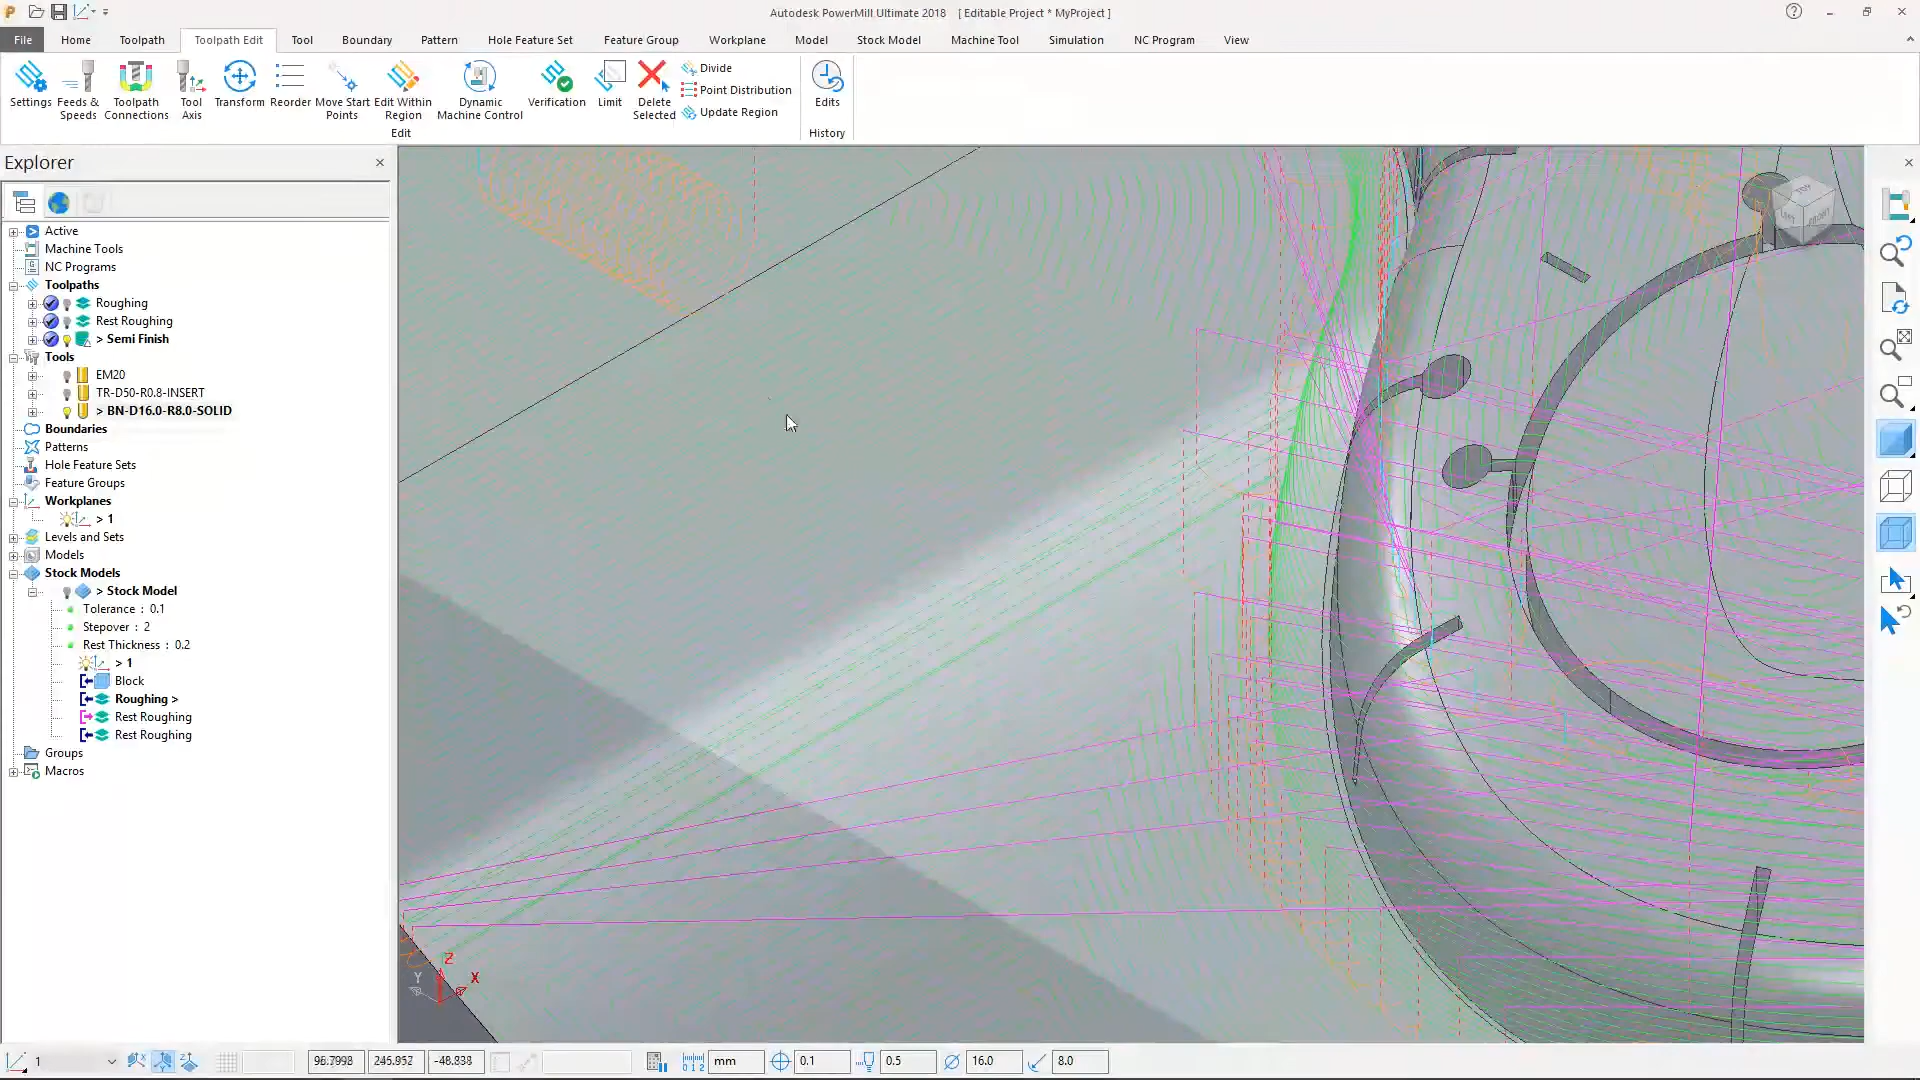 Autodesk PowerMill Ultimate 2018 [ Editable Project * MyProject ]
File Home Toolpath Toolpath Edit Tool Boundary Pattern Hole Feature Set Feature Group Workplane Model Stock Model Machine Tool Simulation NC Program View
Settings
Feeds & Speeds
Toolpath Connections
Tool Axis
Transform
Reorder
Move Start Points
Edit Within Region
Dynamic Machine Control
Verification
Limit
Delete Selected
Divide
Point Distribution
Update Region
Edits
Edit
History
Explorer
Active
Machine Tools
NC Programs
Toolpaths
Roughing
Rest Roughing
> Semi Finish
Tools
EM20
TR-D50-R0.8-INSERT
> BN-D16.0-R8.0-SOLID
Boundaries
Patterns
Hole Feature Sets
Feature Groups
Workplanes
> 1
Levels and Sets
Models
Stock Models
> Stock Model
Tolerance : 0.1
Stepover : 2
Rest Thickness : 0.2
> 1
Block
Roughing >
Rest Roughing
Rest Roughing
Groups
Macros
TOP
LEFT
FRONT
Z
Y
X
1 96.7998 245.952 -48.838 mm 0.1 0.5 16.0 8.0